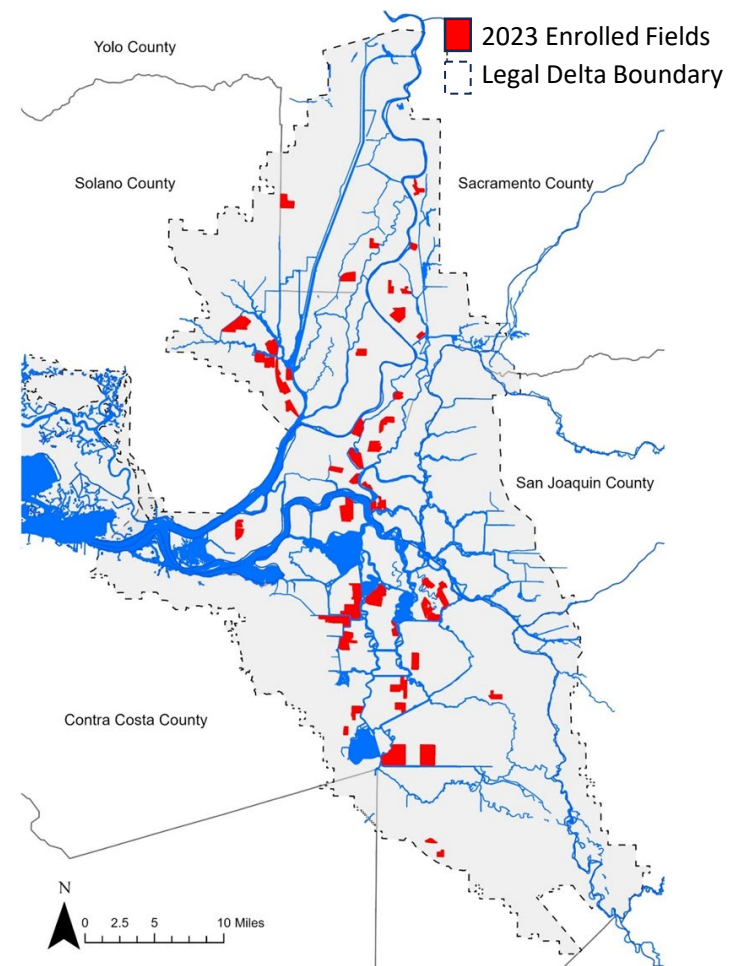 2023 Enrolled Fields
Legal Delta Boundary
Yolo County
Solano County
Sacramento County
San Joaquin County
Contra Costa County
N
0 2.5 5 10 Miles